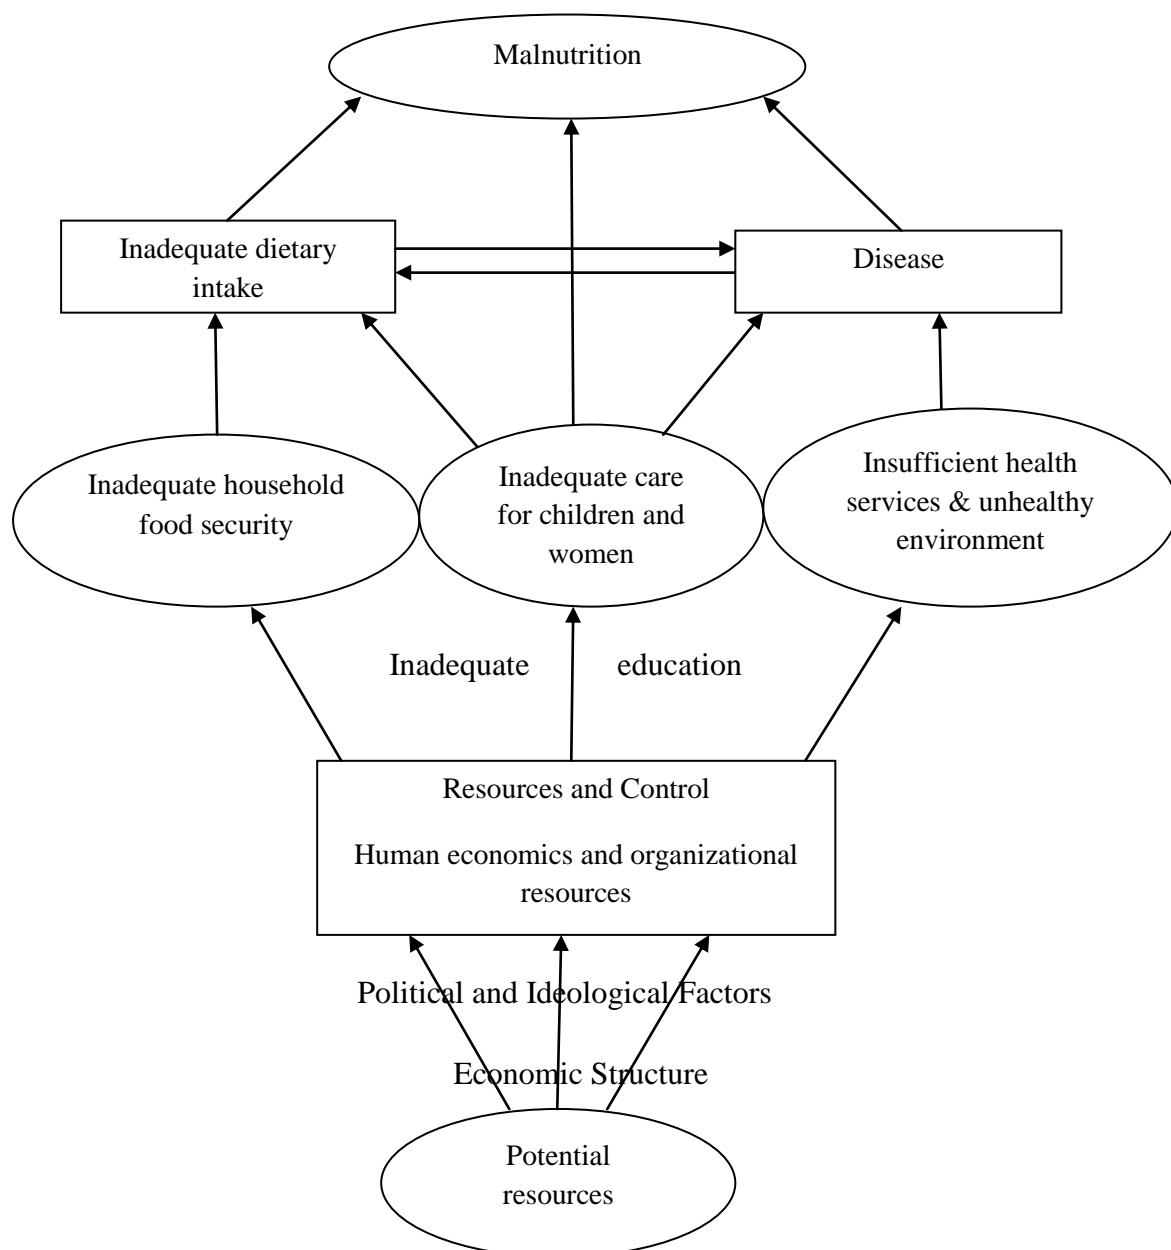 Malnutrition
Inadequate dietary
intake
Disease
Inadequate household
food security
Inadequate care
for children and
women
Insufficient health
services & unhealthy
environment
Inadequate education
Resources and Control
Human economics and organizational
resources
Political and Ideological Factors
Economic Structure
Potential
resources